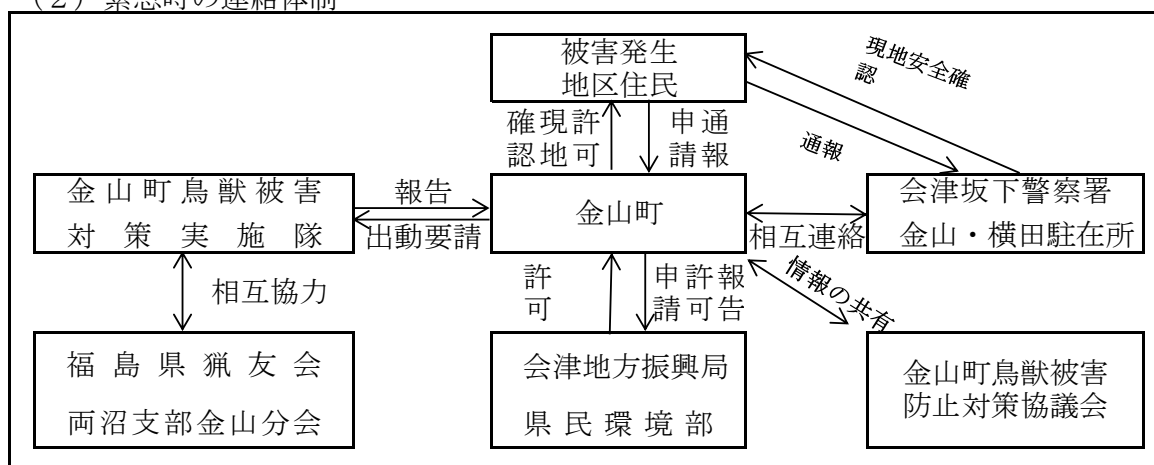 （２）緊急時の連絡体制
被害発生
地区住民
現地安全確
認
通報
許可
現地
確認
通報
申請
金山町鳥獣被害
対策実施隊
報告
出動要請
金山町
相互連絡
会津坂下警察署
金山・横田駐在所
相互協力
許可
報告
許可
申請
情報の共有
福島県猟友会
両沼支部金山分会
会津地方振興局
県民環境部
金山町鳥獣被害
防止対策協議会